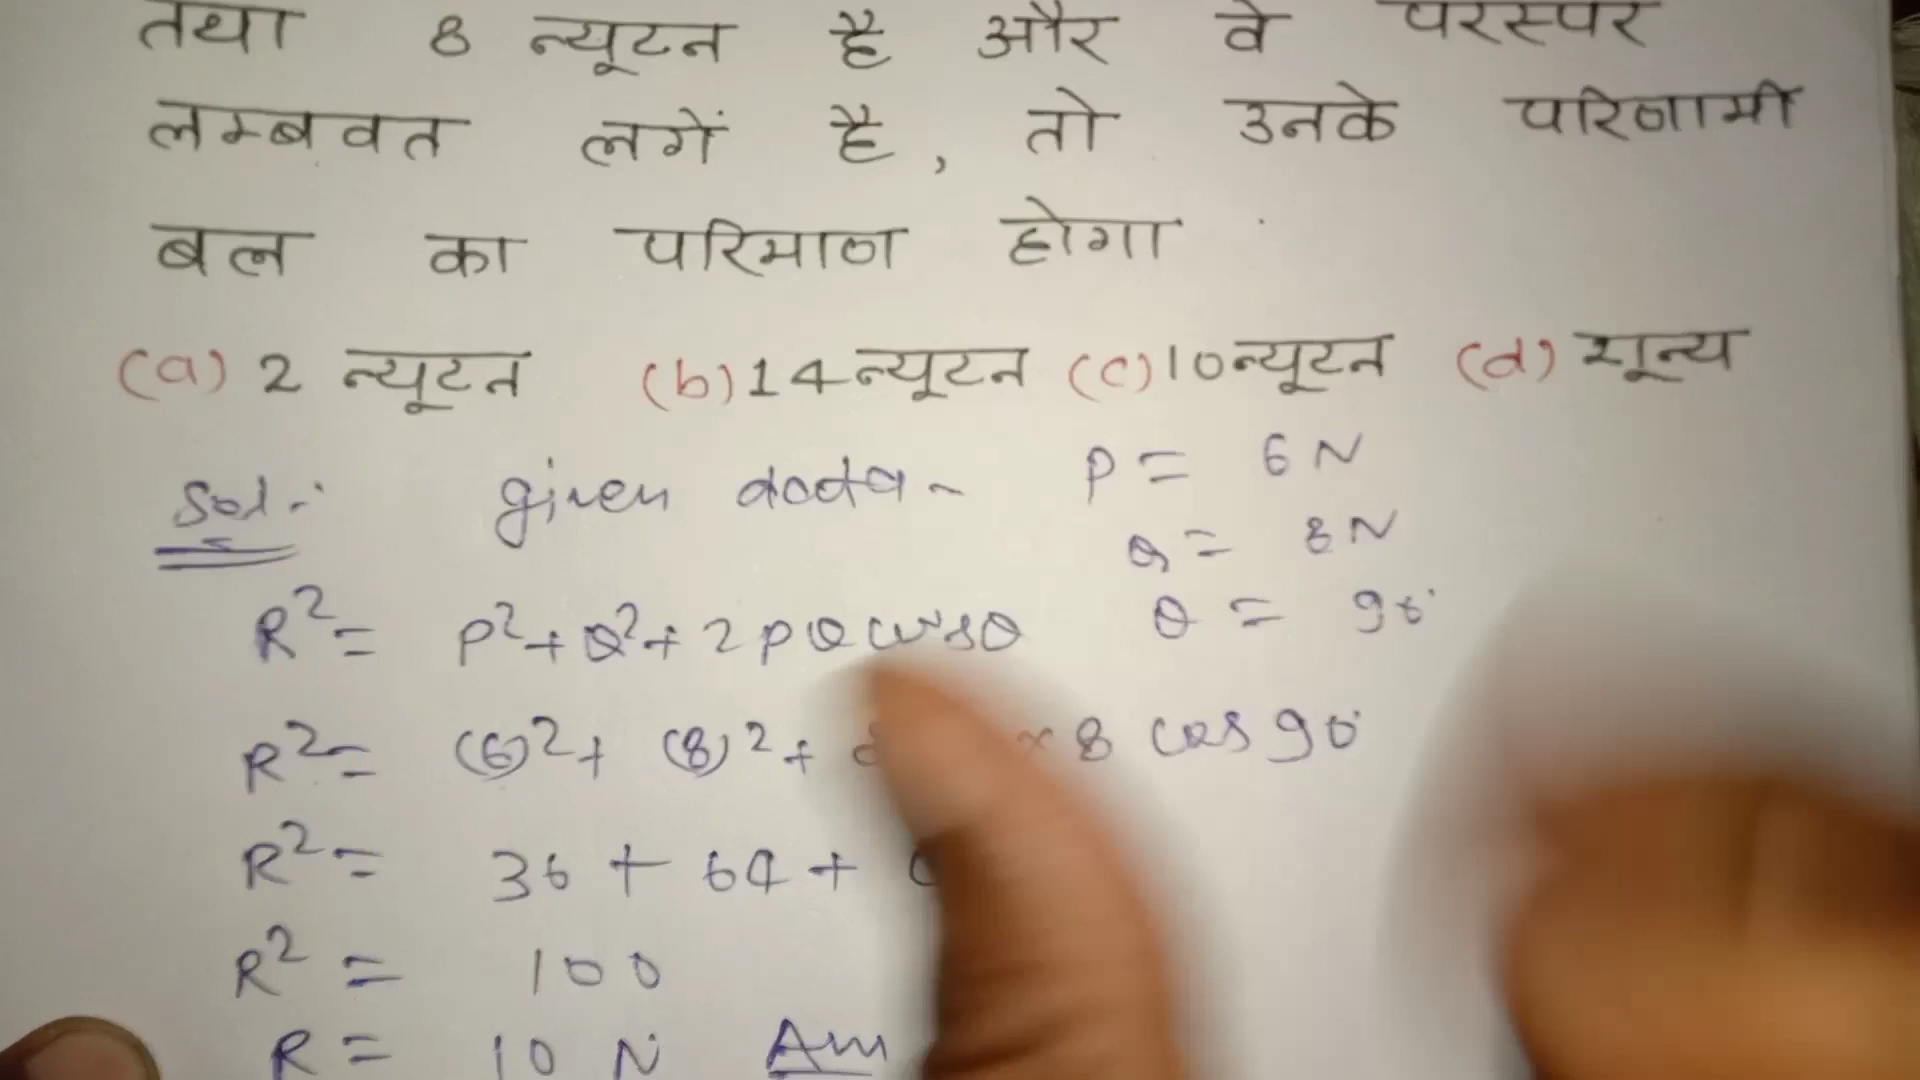 तथा 8 न्यूटन है और वे परस्पर
लम्बवत लगें है, तो उनके परिणामी
बल का परिमाण होगा
(a) 2 न्यूटन (b) 14 न्यूटन (c) 10 न्यूटन (d) शून्य
Sol. given data - P = 6N
Q = 8N
R² = P² + Q² + 2PQ cosθ θ = 90°
R² = (6)² + (8)² + × 8 cos 90°
R² = 36 + 64 +
R² = 100
R = 10 N Ans